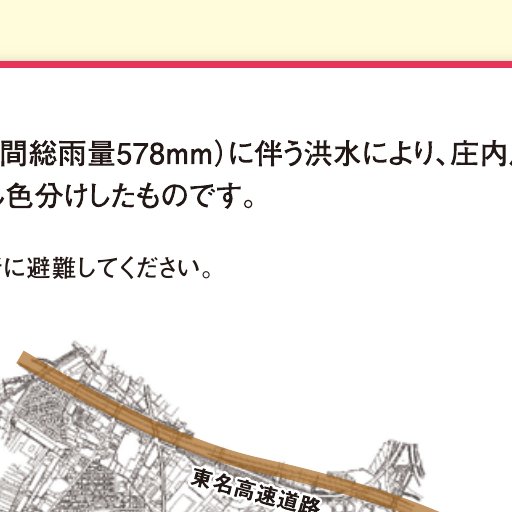 間総雨量578mm)に伴う洪水により、庄内
し色分けしたものです。
に避難してください。
東名高速道路